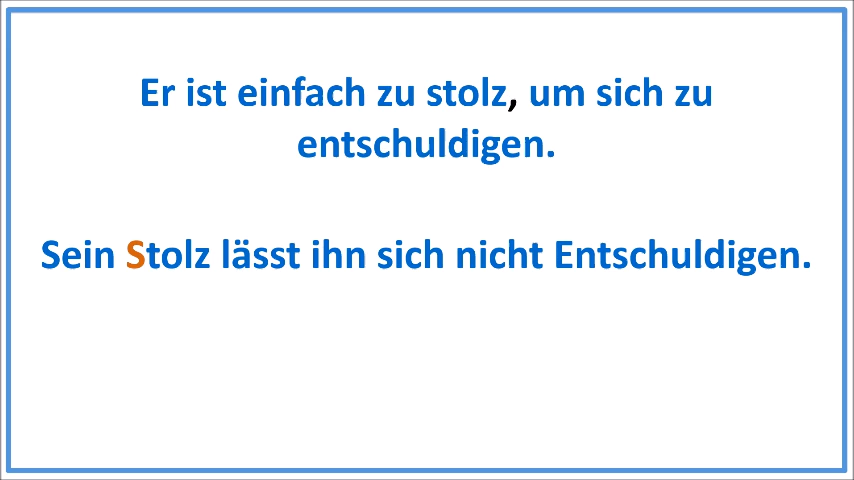 Er ist einfach zu stolz, um sich zu
entschuldigen.
Sein Stolz lässt ihn sich nicht Entschuldigen.